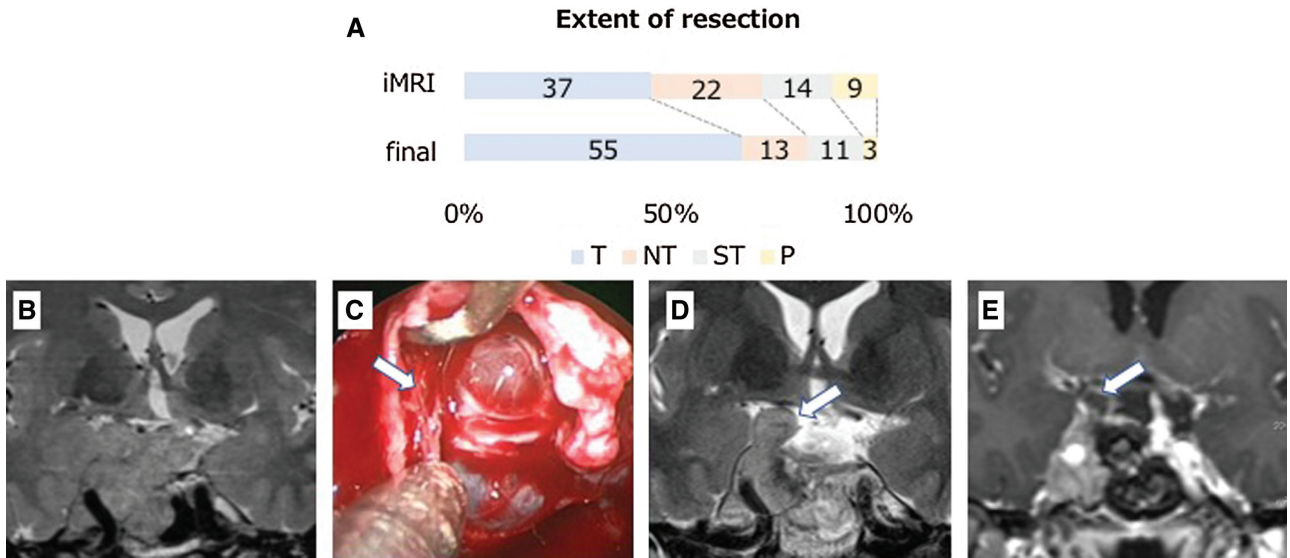 A
Extent of resection
iMRI 37 22 14 9
final 55 13 11 3
0% 50% 100%
T NT ST P
B C D E